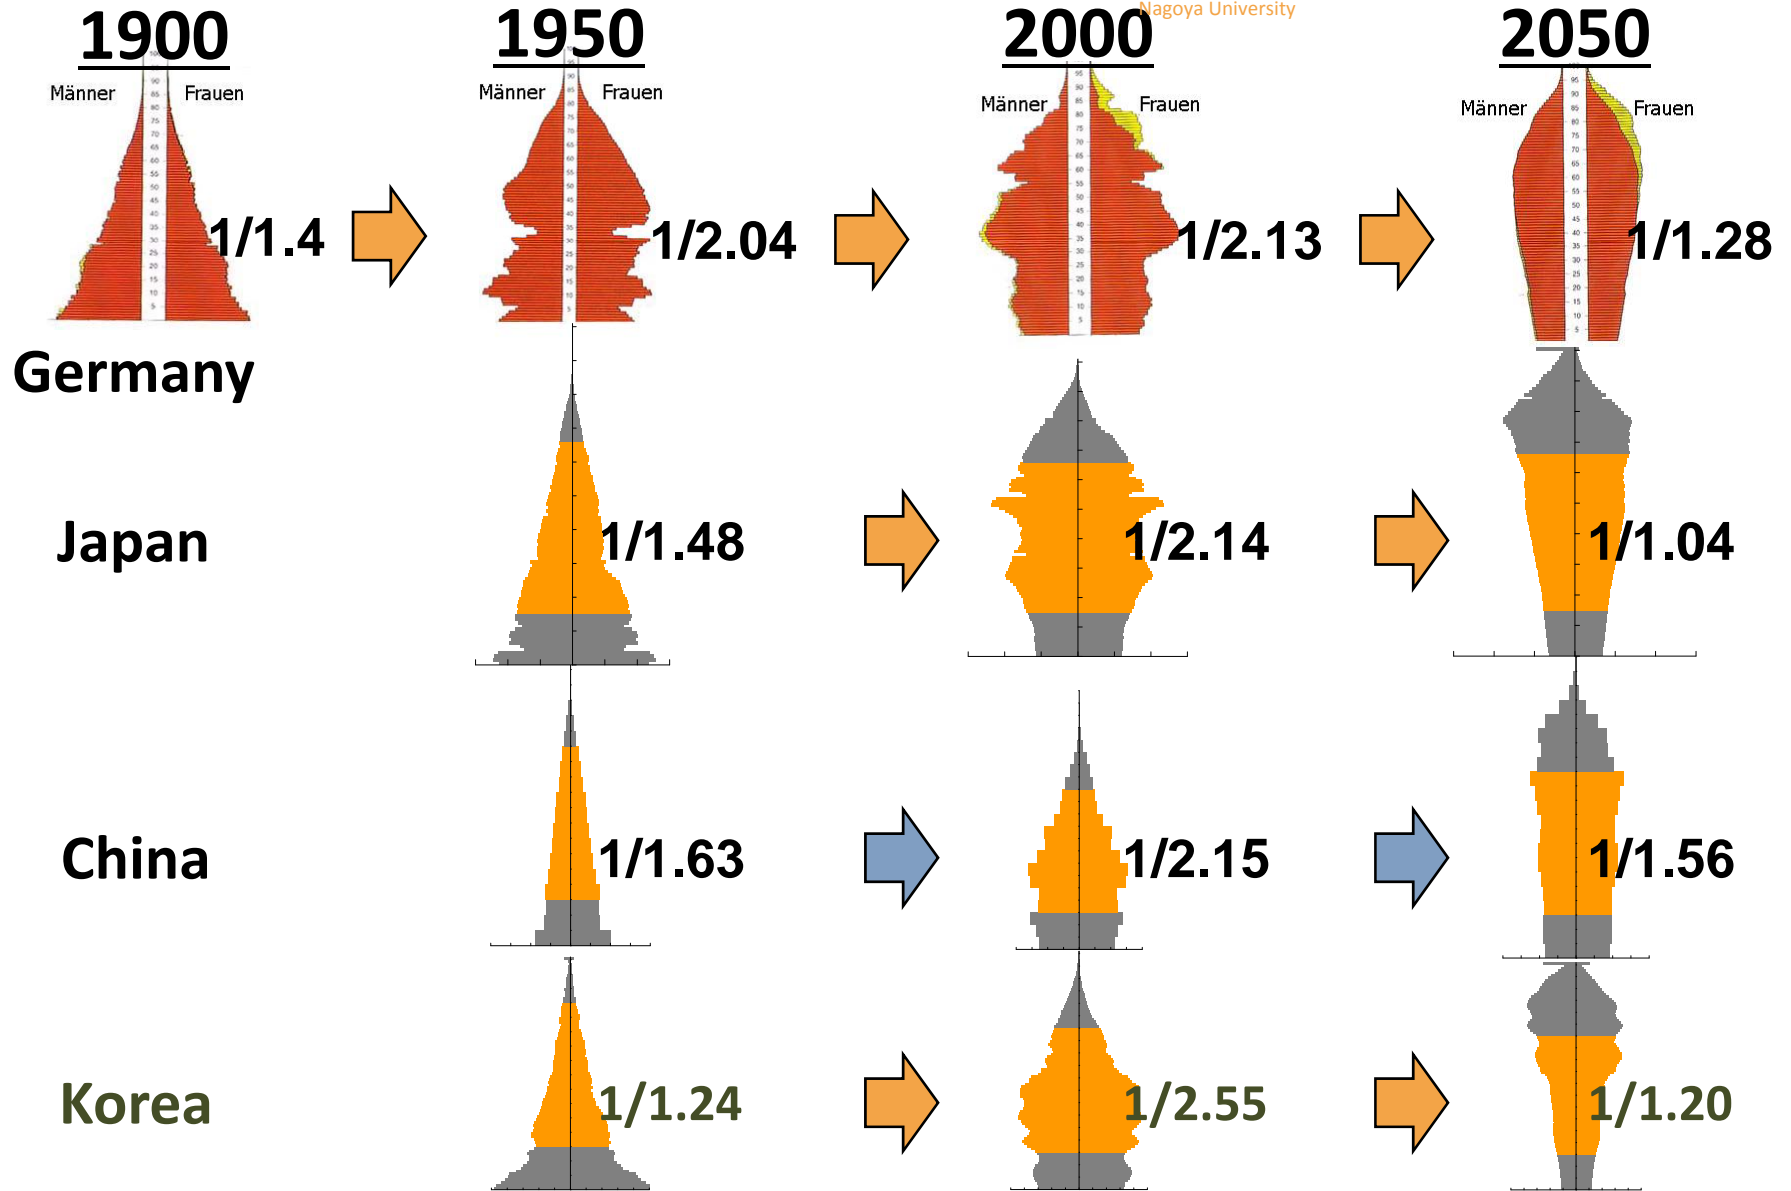 Nagoya University
1900 1950 2000 2050
Männer Frauen Männer Frauen Männer Frauen Männer Frauen
1/1.4 1/2.04 1/2.13 1/1.28
Germany
Japan 1/1.48 1/2.14 1/1.04
China 1/1.63 1/2.15 1/1.56
Korea 1/1.24 1/2.55 1/1.20